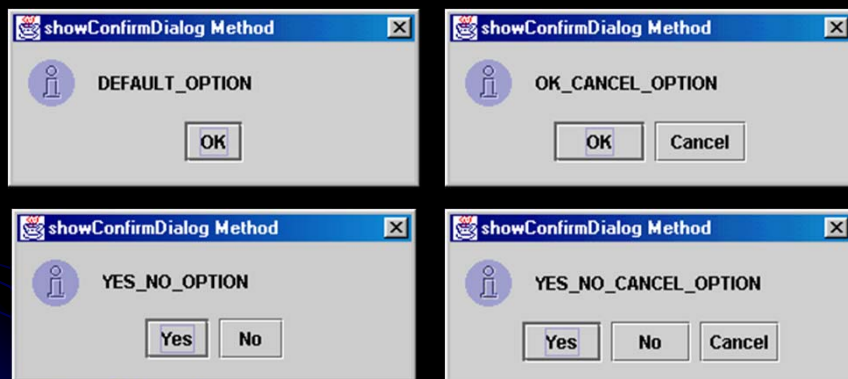 showConfirmDialog Method
DEFAULT_OPTION
OK
showConfirmDialog Method
OK_CANCEL_OPTION
OK Cancel
showConfirmDialog Method
YES_NO_OPTION
Yes No
showConfirmDialog Method
YES_NO_CANCEL_OPTION
Yes No Cancel